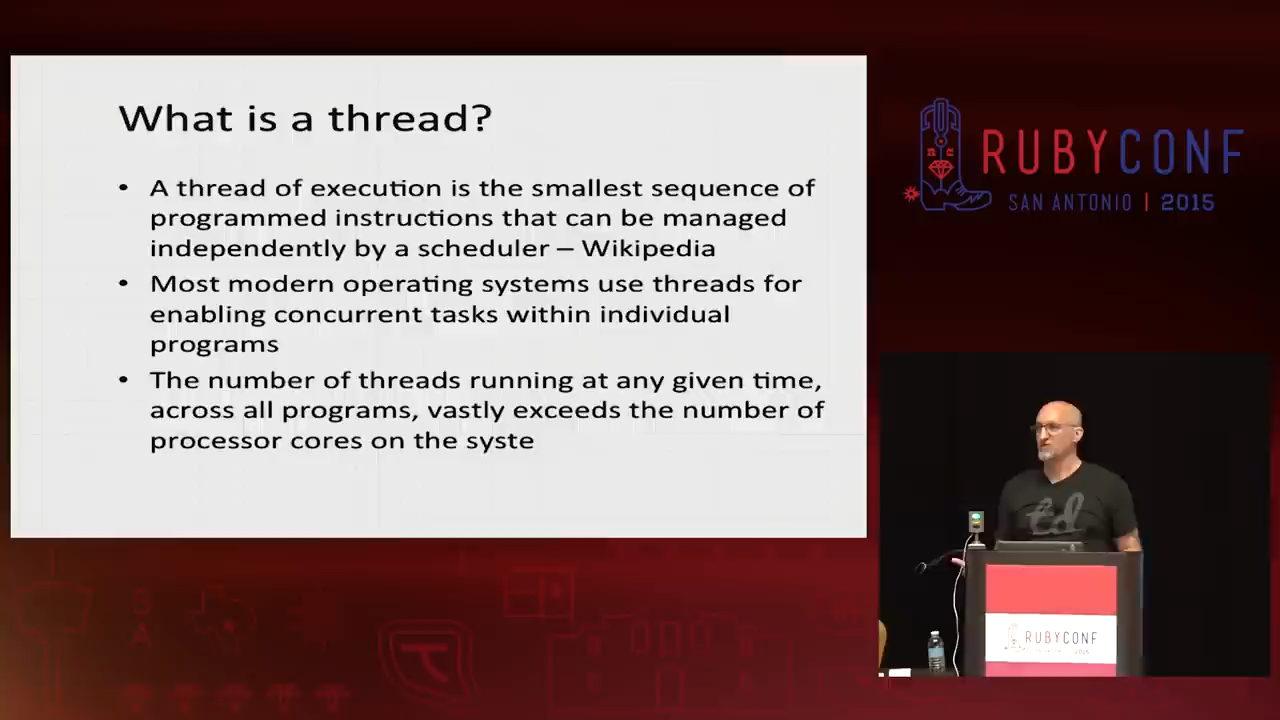 What is a thread?
• A thread of execution is the smallest sequence of
programmed instructions that can be managed
independently by a scheduler – Wikipedia
• Most modern operating systems use threads for
enabling concurrent tasks within individual
programs
• The number of threads running at any given time,
across all programs, vastly exceeds the number of
processor cores on the syste
RUBYCONF
SAN ANTONIO | 2015
td
RUBYCONF
2015